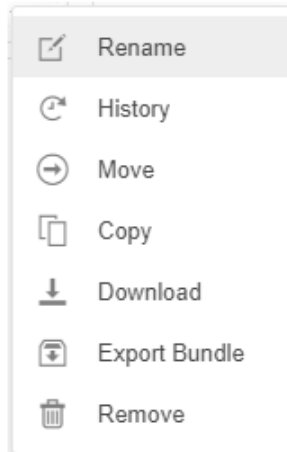 Rename
History
Move
Copy
Download
Export Bundle
Remove